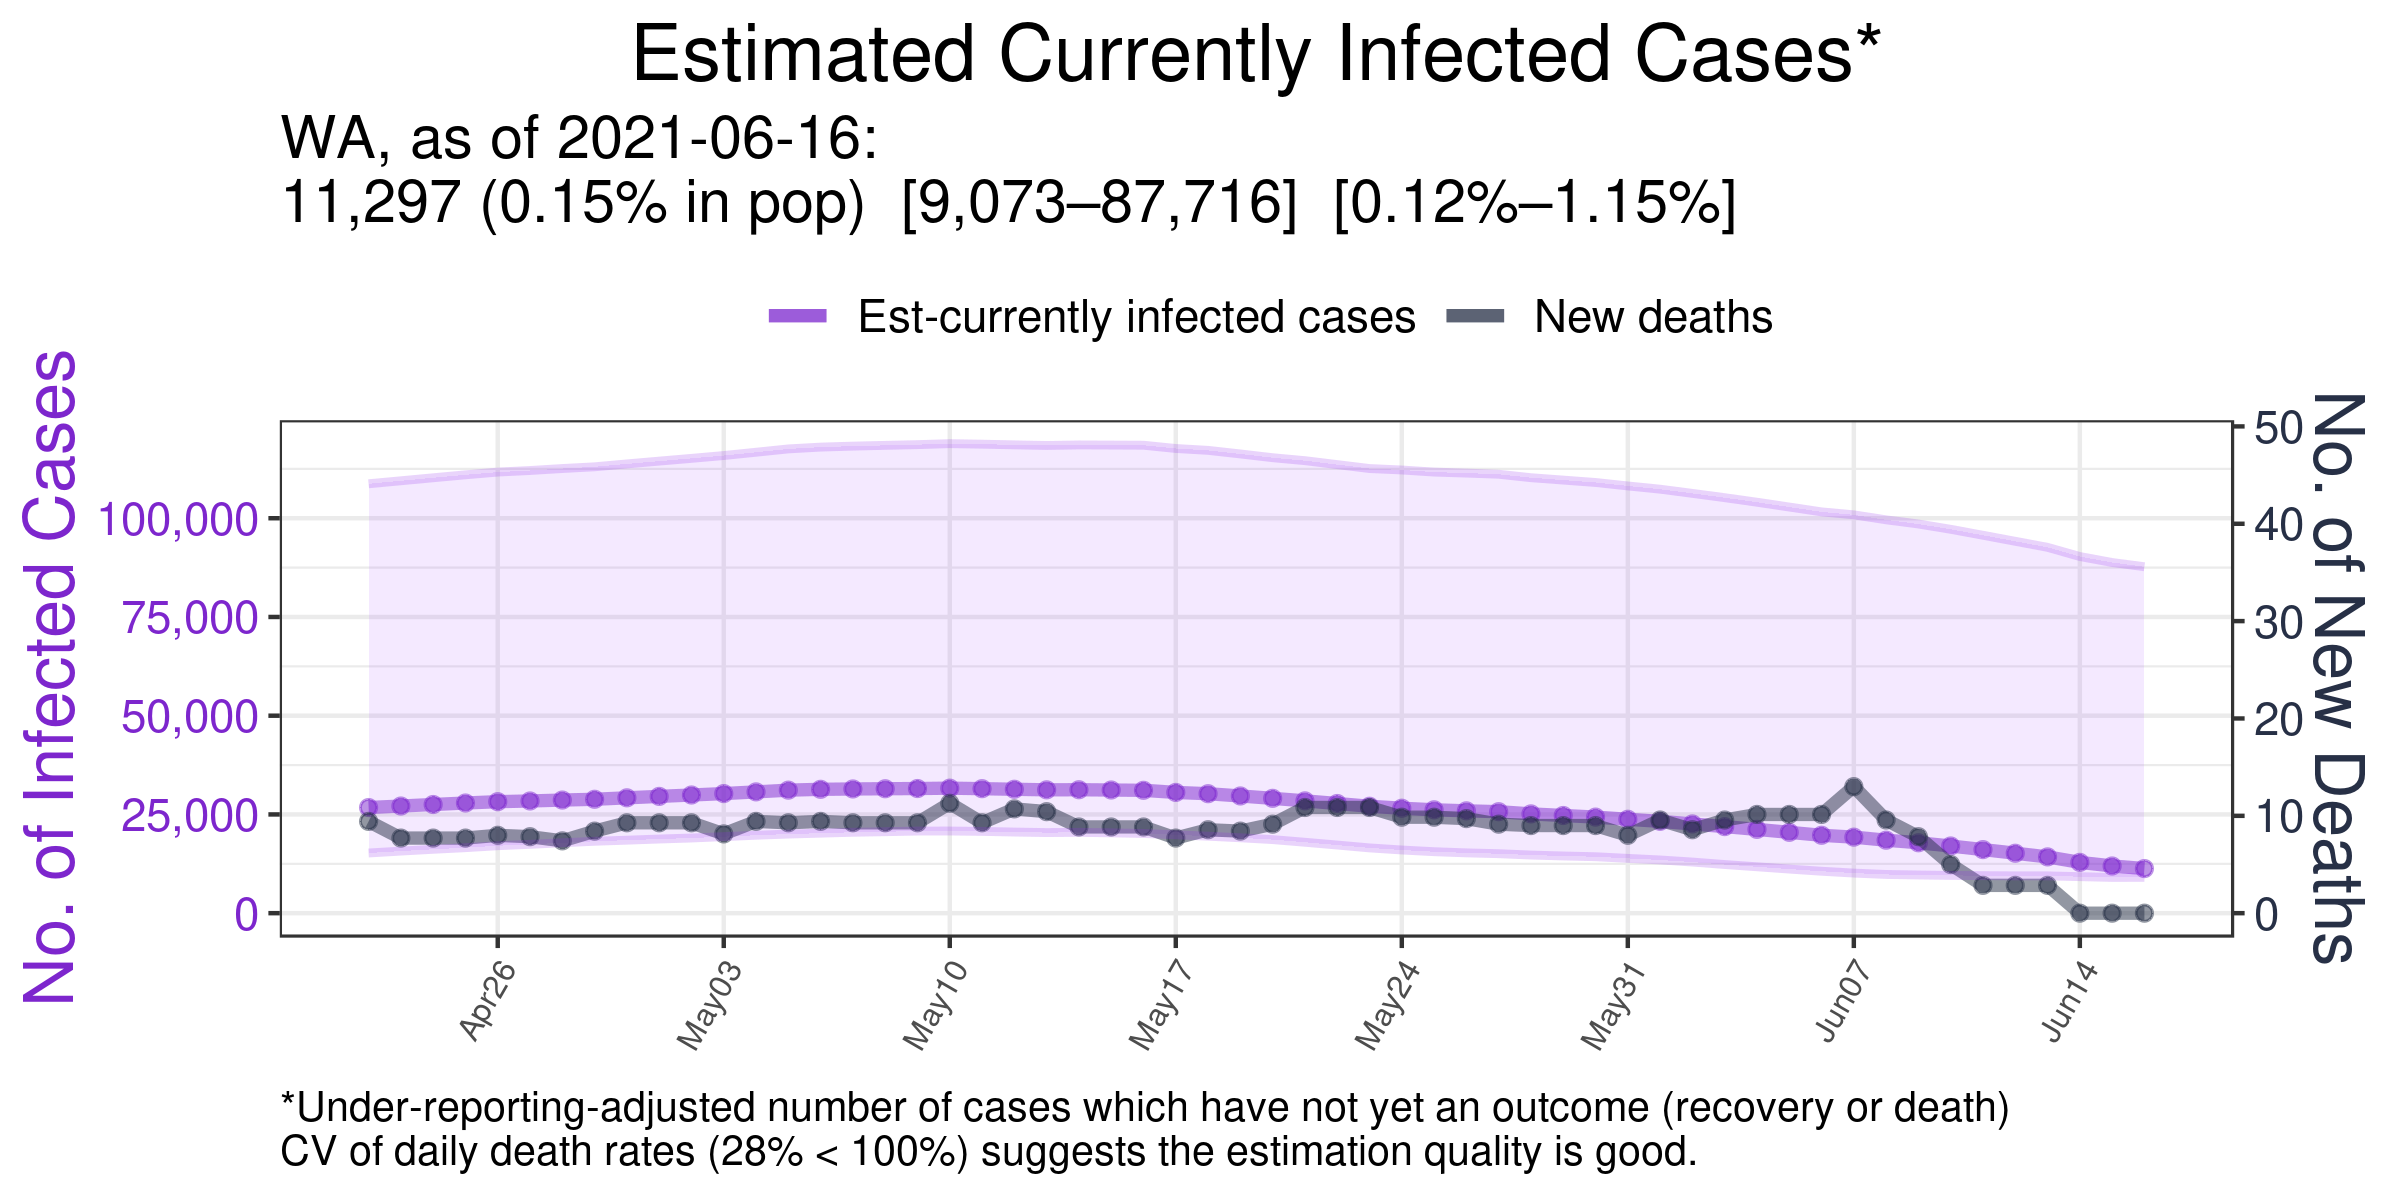 Estimated Currently Infected Cases*
WA, as of 2021-06-16:
11,297 (0.15% in pop) [9,073–87,716] [0.12%–1.15%]
Est-currently infected cases
New deaths
No. of Infected Cases
100,000
75,000
50,000
25,000
0
50
40
30
20
10
0
No. of New Deaths
Apr26
May03
May10
May17
May24
May31
Jun07
Jun14
*Under-reporting-adjusted number of cases which have not yet an outcome (recovery or death)
CV of daily death rates (28% < 100%) suggests the estimation quality is good.